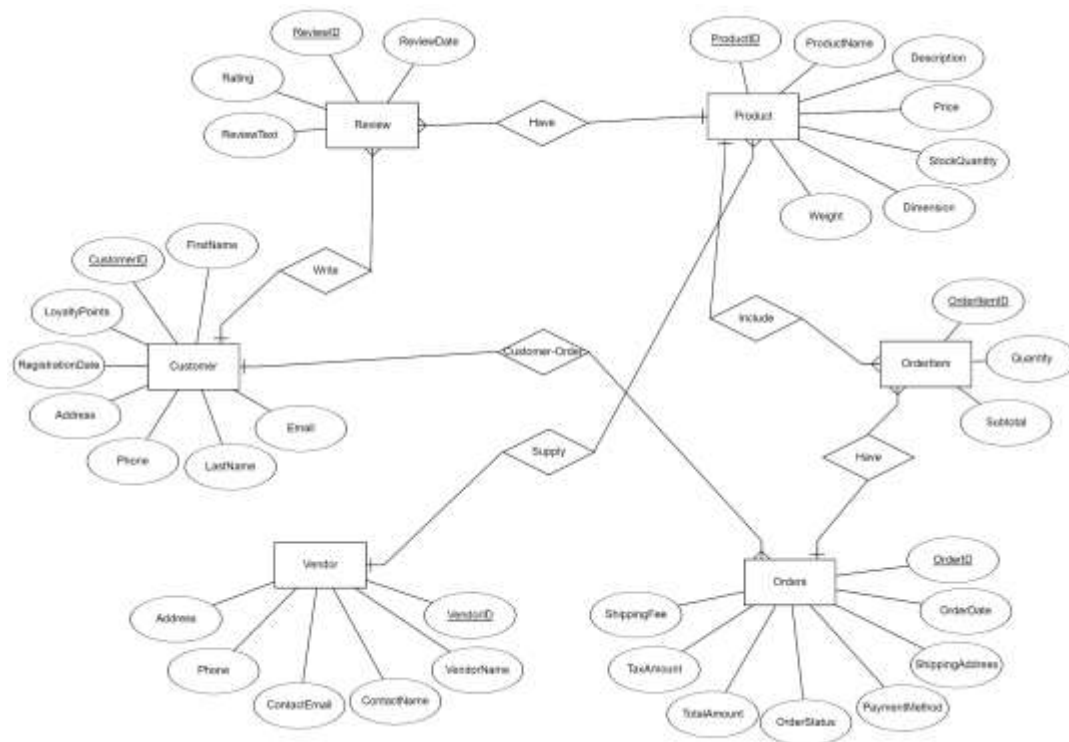 ReviewID
ReviewDate
Rating
ReviewText
Review
Have
ProductID
ProductName
Description
Price
Product
StockQuantity
Dimension
Weight
FirstName
CustomerID
Write
LoyaltyPoints
RegistrationDate
Customer
Address
Phone
LastName
Email
Customer-Order
Include
OrderItemID
OrderItem
Quantity
Subtotal
Supply
Have
Vendor
Address
Phone
ContactEmail
ContactName
VendorName
VendorID
Orders
OrderID
OrderDate
ShippingFee
ShippingAddress
TaxAmount
TotalAmount
OrderStatus
PaymentMethod